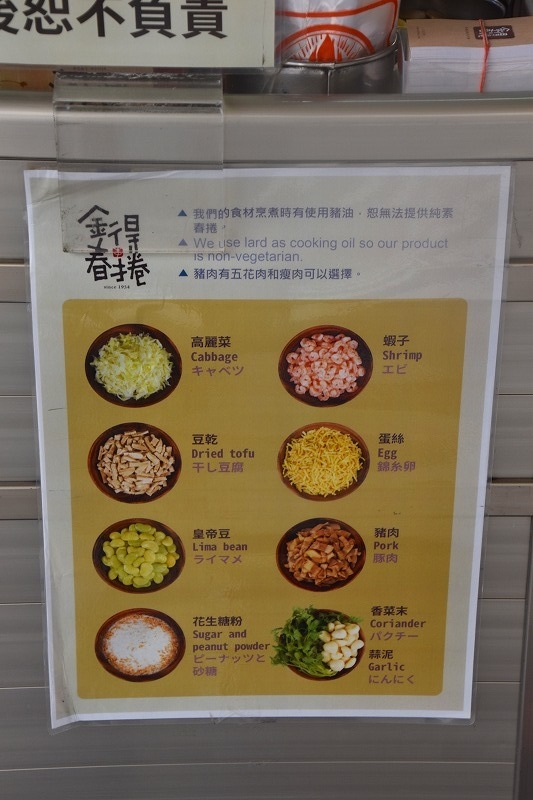 後恕不負責
金得
春捲
since 1954
▲ 我們的食材烹煮時有使用豬油，恕無法提供純素
春捲。
▲ We use lard as cooking oil so our product
is non-vegetarian.
▲ 豬肉有五花肉和瘦肉可以選擇。
高麗菜
Cabbage
キャベツ
蝦子
Shrimp
エビ
豆乾
Dried tofu
干し豆腐
蛋絲
Egg
錦糸卵
皇帝豆
Lima bean
ライマメ
豬肉
Pork
豚肉
花生糖粉
Sugar and
peanut powder
ピーナッツと
砂糖
香菜末
Coriander
パクチー
蒜泥
Garlic
にんにく